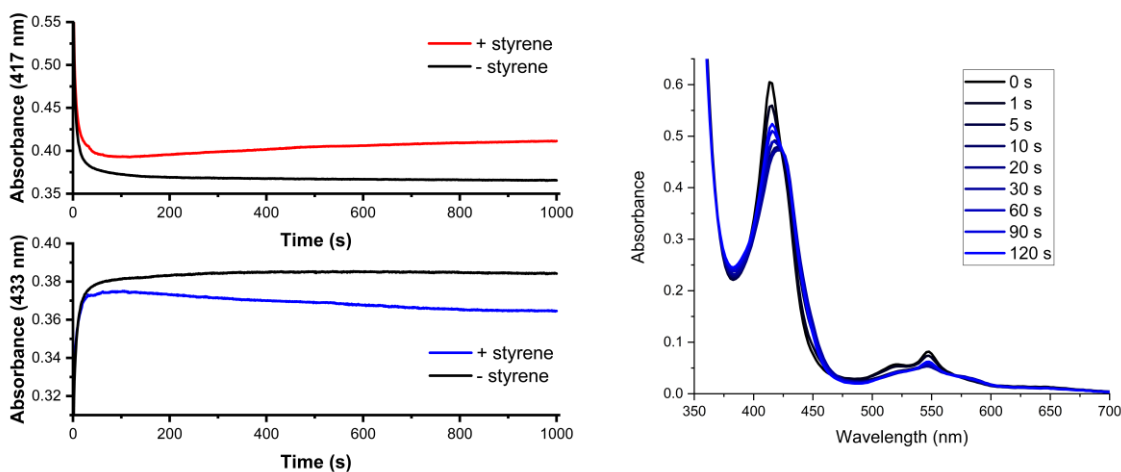 Absorbance (417 nm)
0.55
0.50
0.45
0.40
0.35
0 200 400 600 800 1000
Time (s)
+ styrene
- styrene
Absorbance (433 nm)
0.40
0.38
0.36
0.34
0.32
0 200 400 600 800 1000
Time (s)
+ styrene
- styrene
Absorbance
0.6
0.5
0.4
0.3
0.2
0.1
0.0
350 400 450 500 550 600 650 700
Wavelength (nm)
0 s
1 s
5 s
10 s
20 s
30 s
60 s
90 s
120 s